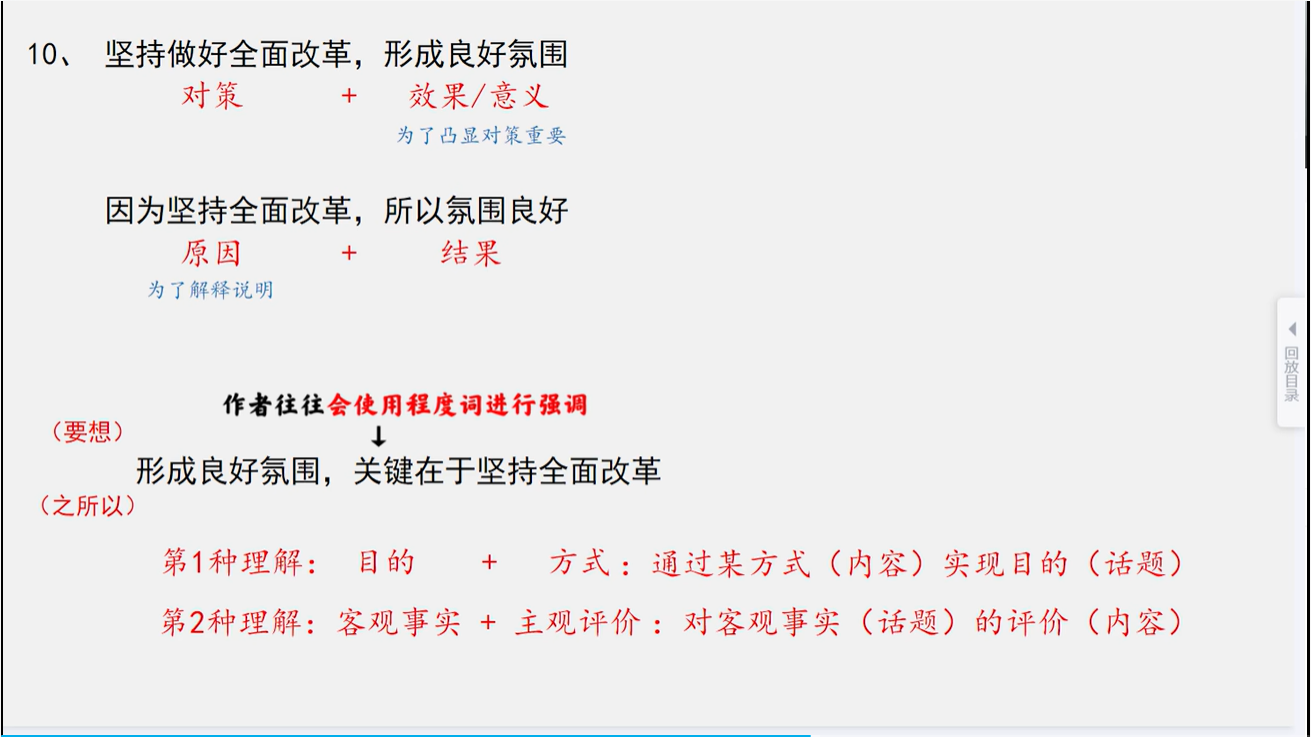 10、 坚持做好全面改革，形成良好氛围
对策 + 效果/意义
为了凸显对策重要
因为坚持全面改革，所以氛围良好
原因 + 结果
为了解释说明
作者往往会使用程度词进行强调
（要想）
↓
形成良好氛围，关键在于坚持全面改革
（之所以）
第1种理解： 目的 + 方式：通过某方式（内容）实现目的（话题）
第2种理解：客观事实 + 主观评价：对客观事实（话题）的评价（内容）
回放目录